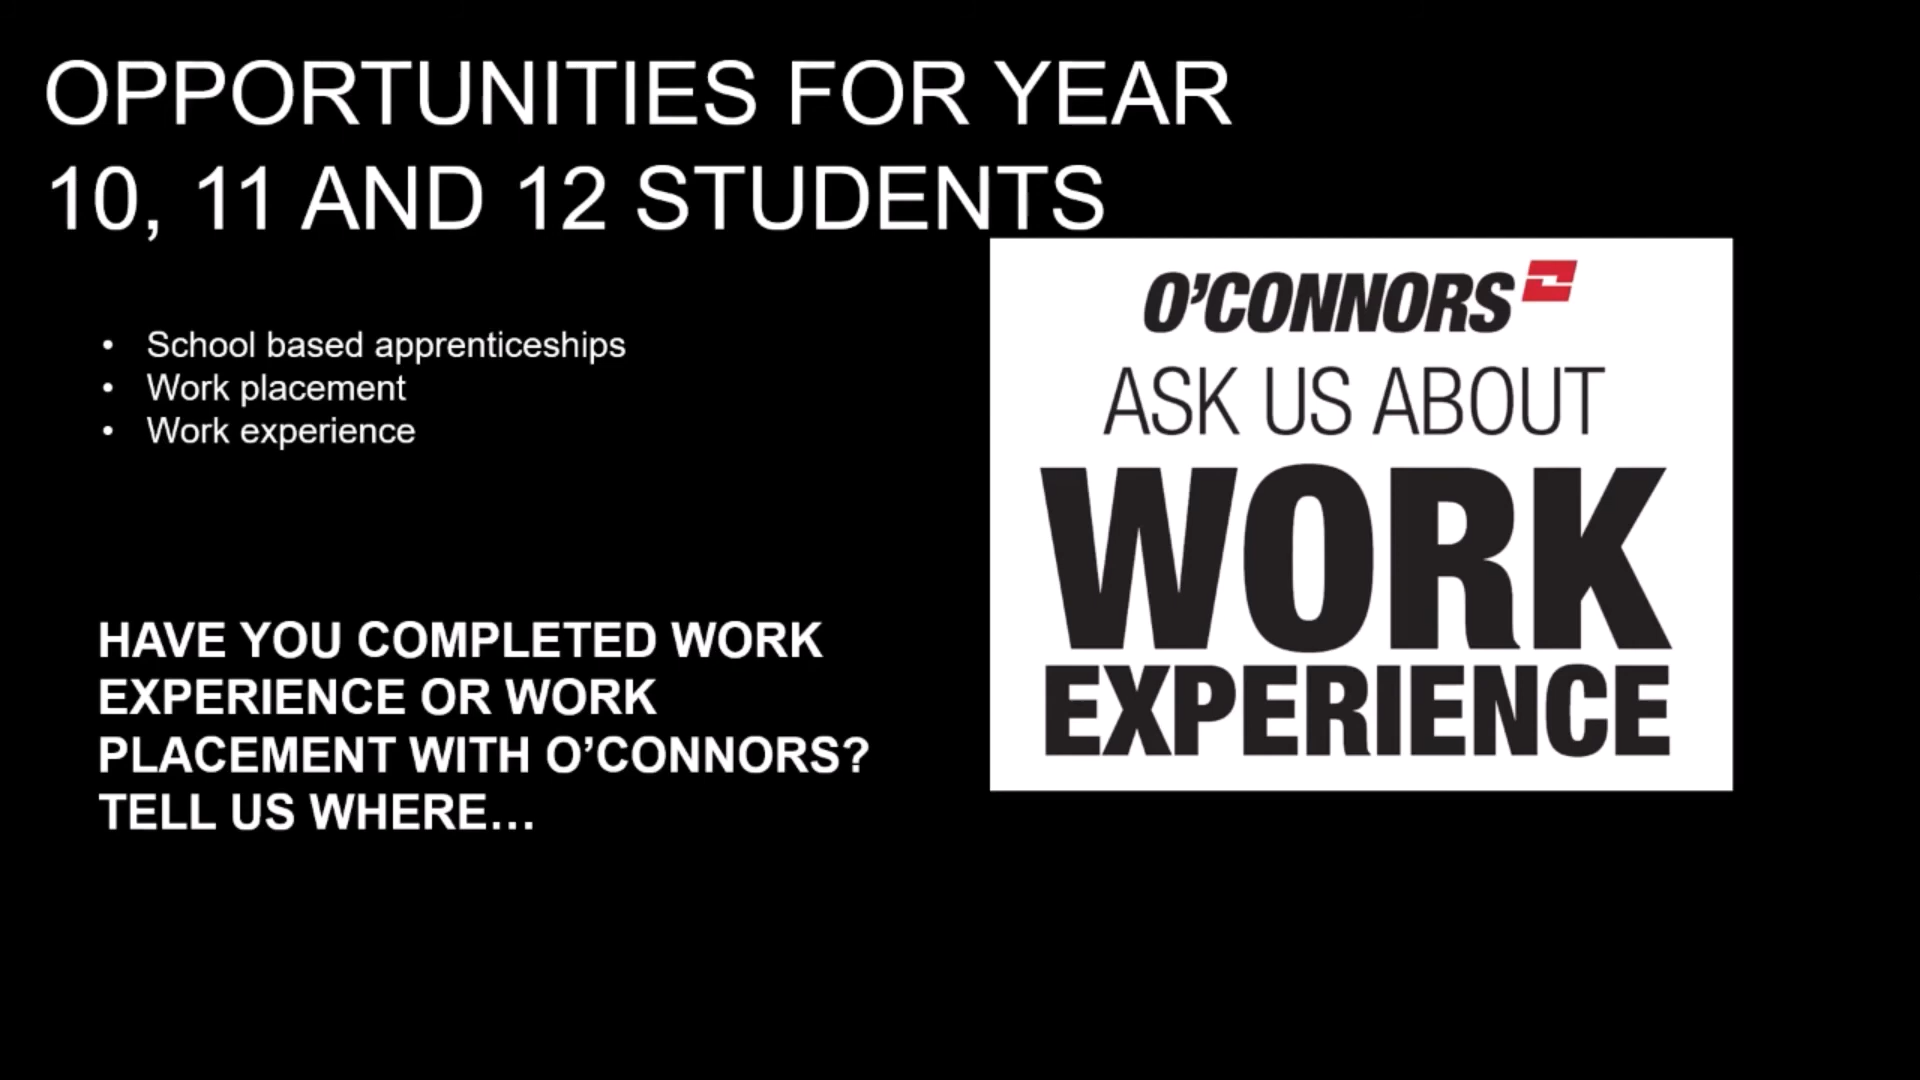 OPPORTUNITIES FOR YEAR
10, 11 AND 12 STUDENTS
• School based apprenticeships
• Work placement
• Work experience
HAVE YOU COMPLETED WORK
EXPERIENCE OR WORK
PLACEMENT WITH O’CONNORS?
TELL US WHERE…
O’CONNORS
ASK US ABOUT
WORK
EXPERIENCE